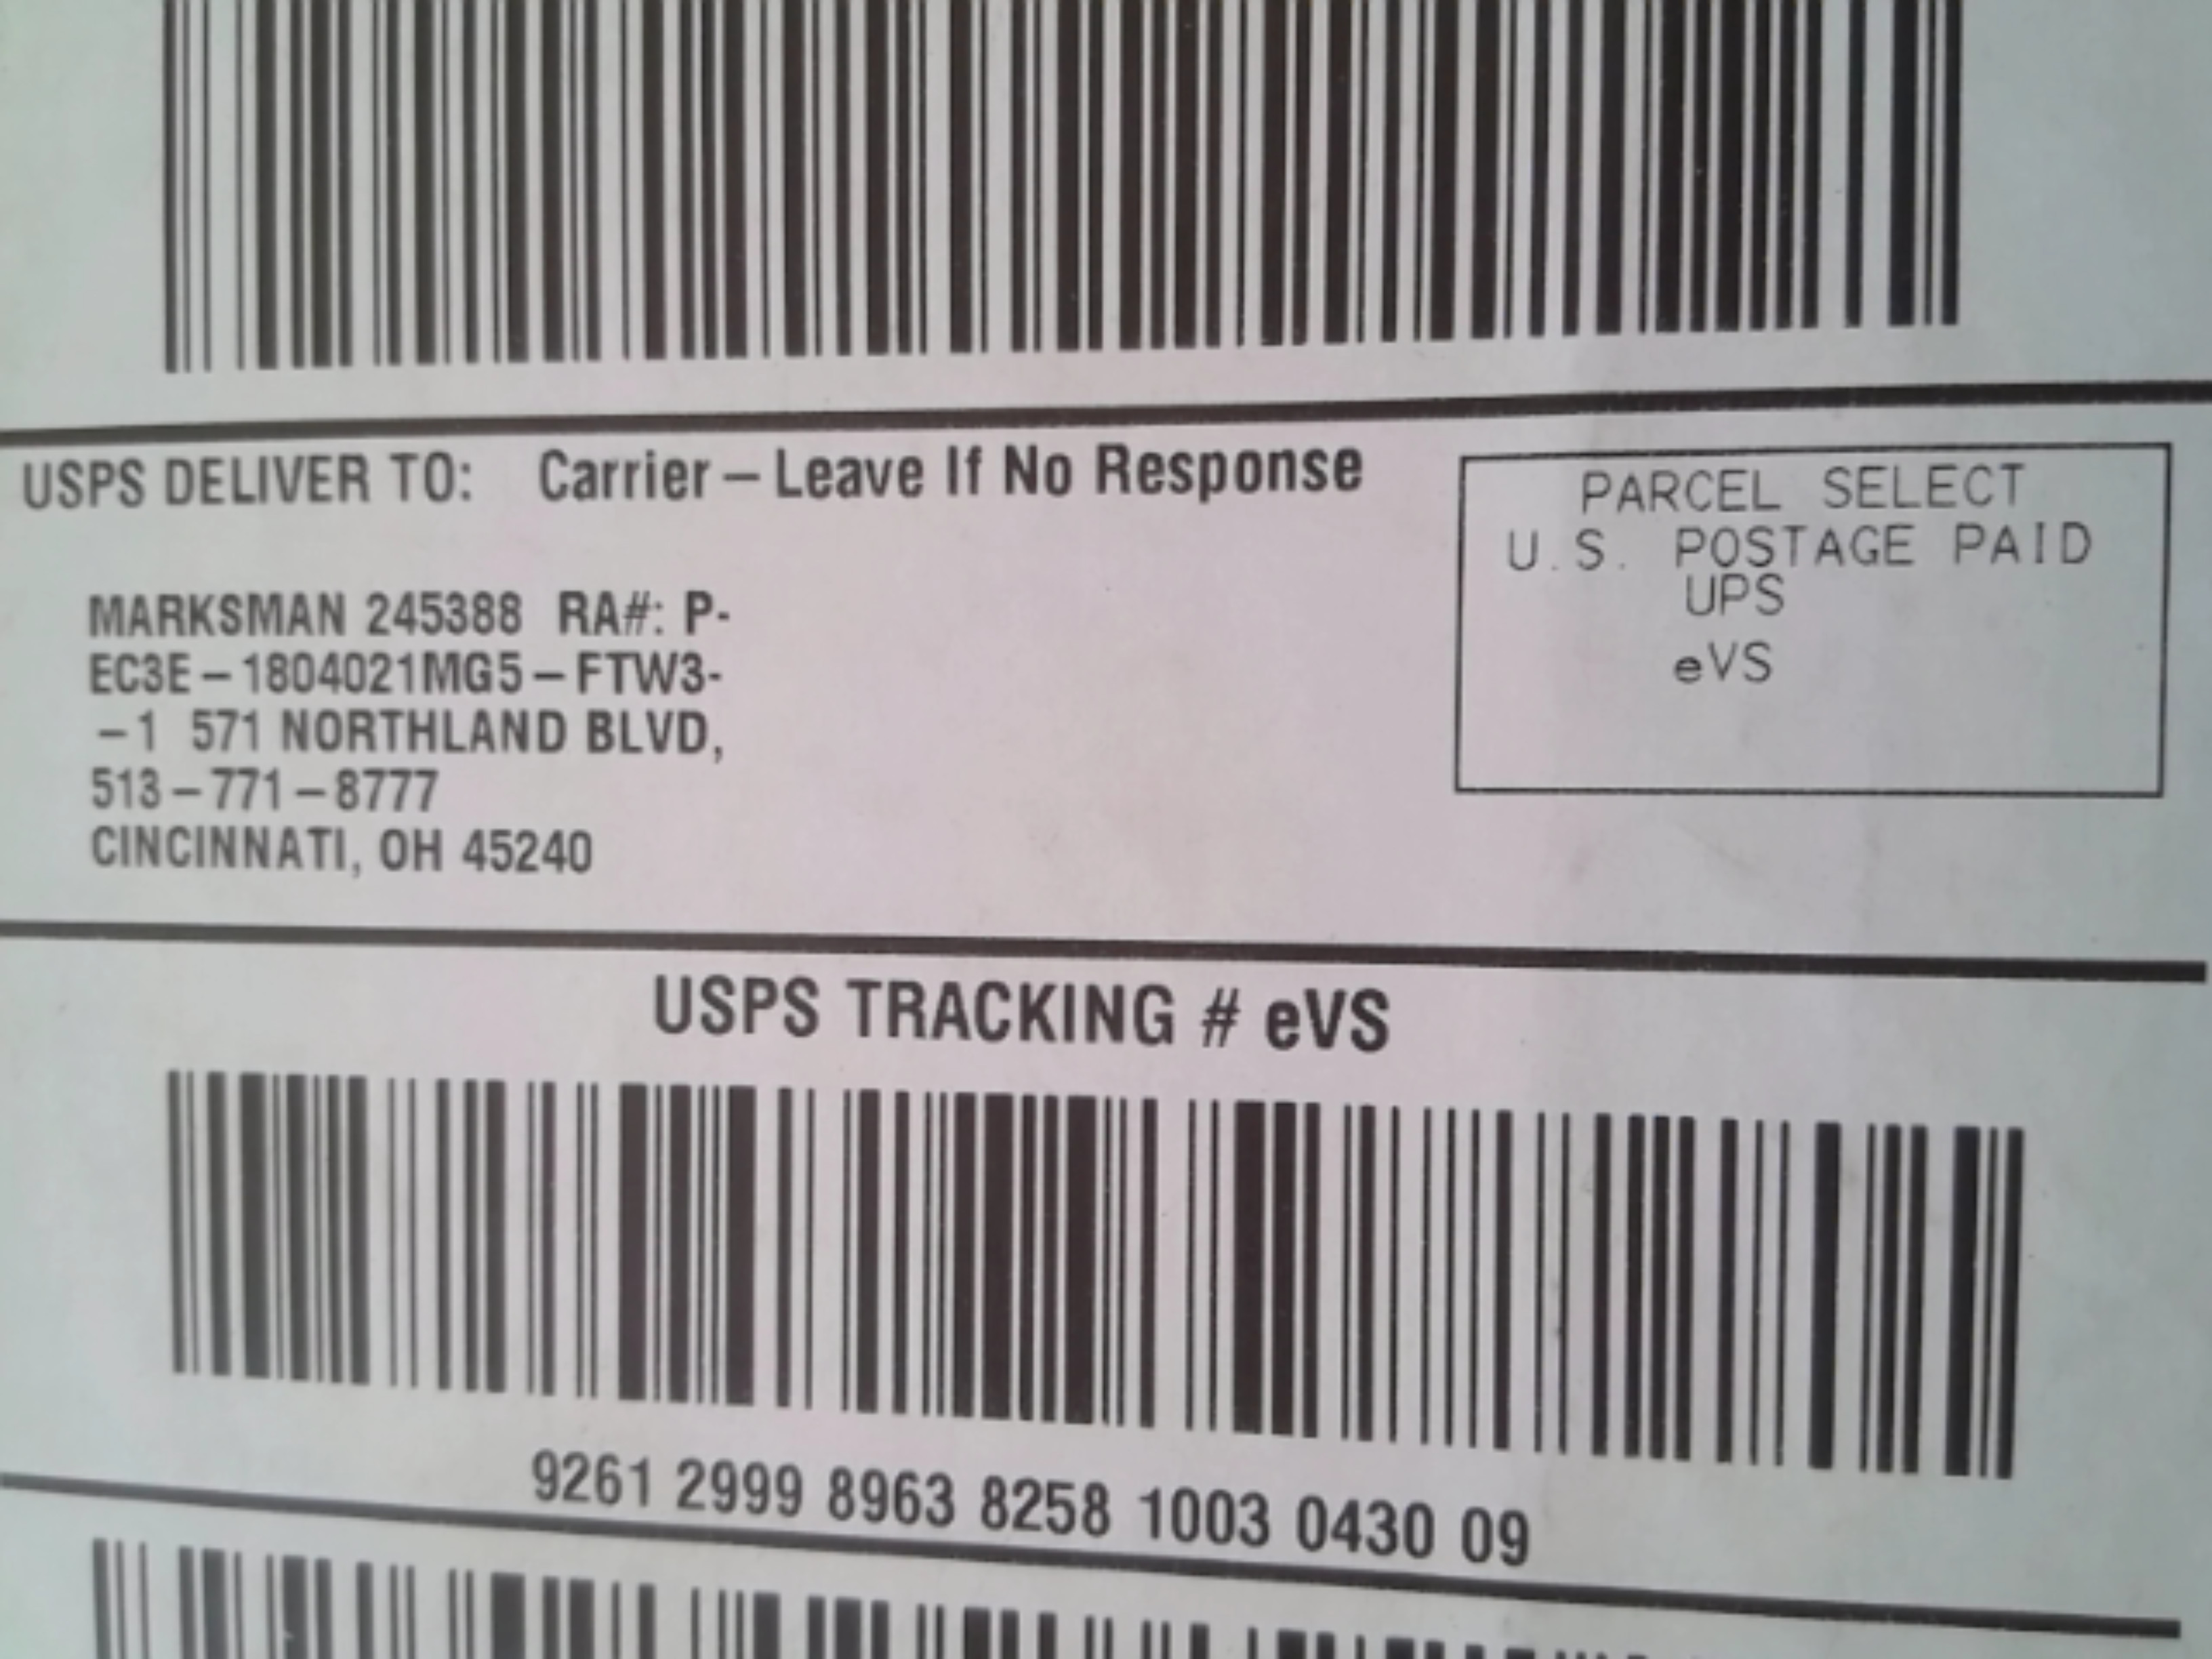 USPS DELIVER TO: Carrier – Leave If No Response
PARCEL SELECT
U.S. POSTAGE PAID
UPS
eVS
MARKSMAN 245388 RA#: P-
EC3E – 1804021MG5 – FTW3-
– 1 571 NORTHLAND BLVD,
513 – 771 – 8777
CINCINNATI, OH 45240
USPS TRACKING # eVS
9261 2999 8963 8258 1003 0430 09